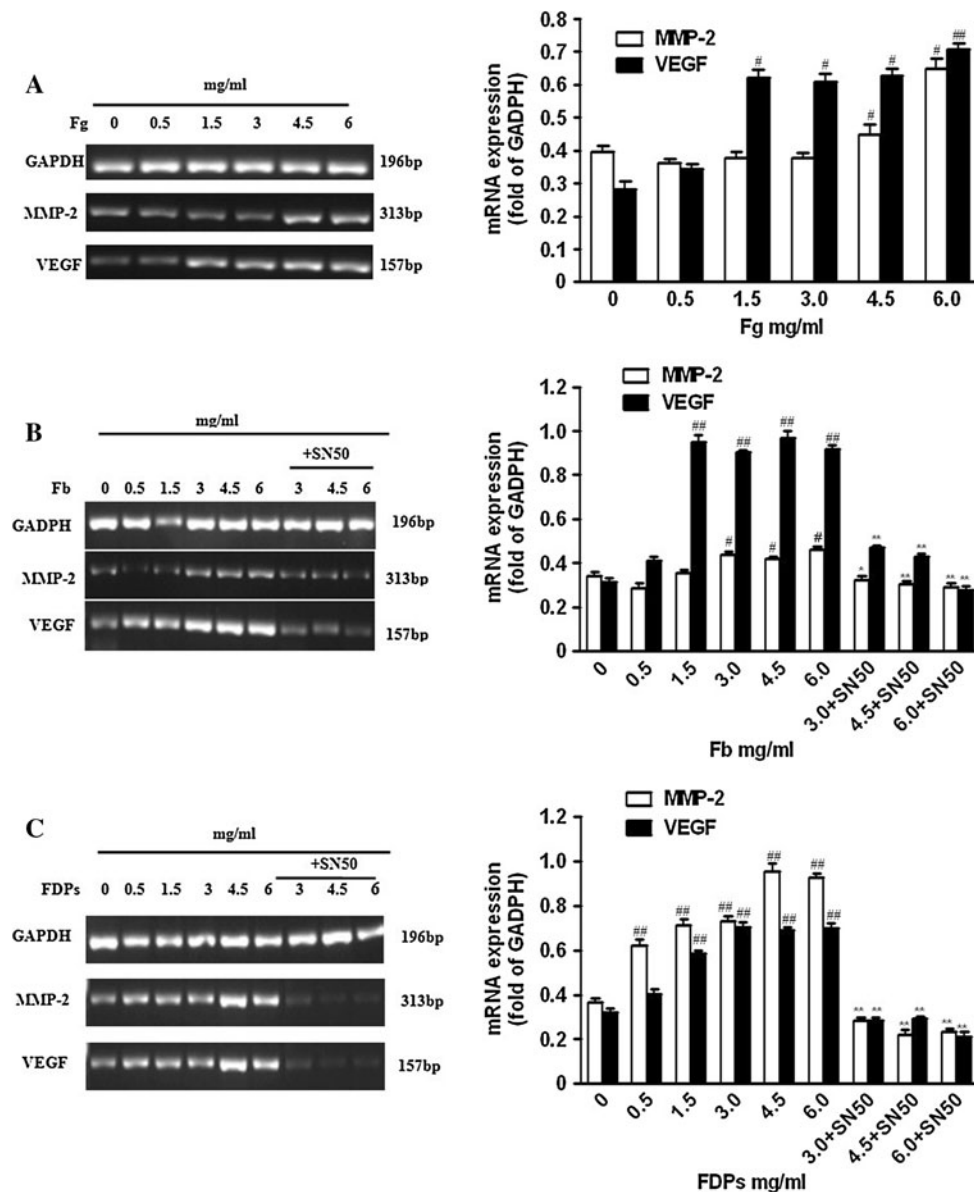 A
mg/ml
Fg 0 0.5 1.5 3 4.5 6
GAPDH 196bp
MMP-2 313bp
VEGF 157bp
MMP-2
VEGF
mRNA expression
(fold of GADPH)
0.8
0.7
0.6
0.5
0.4
0.3
0.2
0.1
0
# # # # # ##
0 0.5 1.5 3.0 4.5 6.0
Fg mg/ml
B
mg/ml
+SN50
Fb 0 0.5 1.5 3 4.5 6 3 4.5 6
GADPH 196bp
MMP-2 313bp
VEGF 157bp
MMP-2
VEGF
mRNA expression
(fold of GADPH)
1.2
1.0
0.8
0.6
0.4
0.2
0
## ## ## ##
# # # * ** ** ** ** **
0 0.5 1.5 3.0 4.5 6.0 3.0+SN50 4.5+SN50 6.0+SN50
Fb mg/ml
C
mg/ml
+SN50
FDPs 0 0.5 1.5 3 4.5 6 3 4.5 6
GAPDH 196bp
MMP-2 313bp
VEGF 157bp
MMP-2
VEGF
mRNA expression
(fold of GADPH)
1.2
1.0
0.8
0.6
0.4
0.2
0
## ## ## ## ## ## ## ## ##
** ** ** ** ** **
0 0.5 1.5 3.0 4.5 6.0 3.0+SN50 4.5+SN50 6.0+SN50
FDPs mg/ml